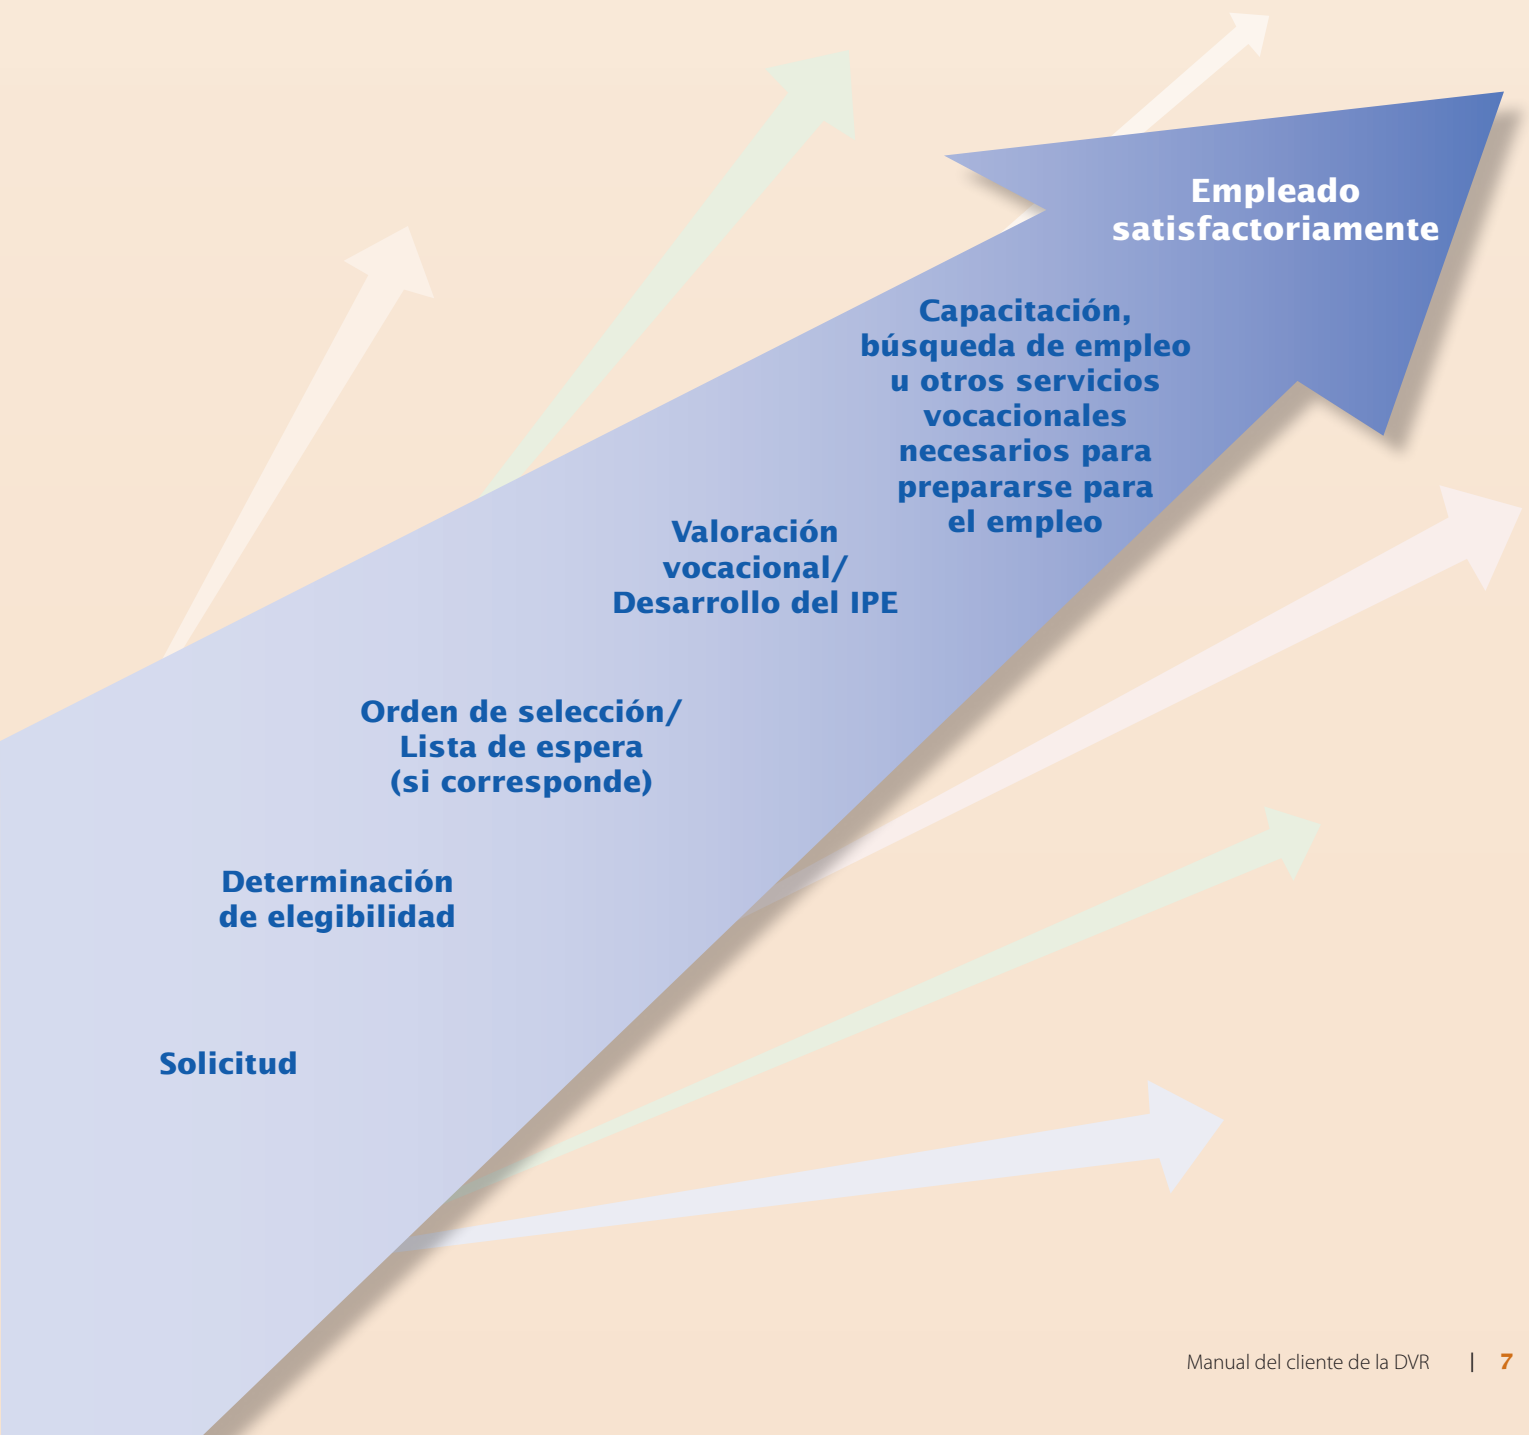 Empleado
satisfactoriamente
Capacitación,
búsqueda de empleo
u otros servicios
vocacionales
necesarios para
prepararse para
el empleo
Valoración
vocacional/
Desarrollo del IPE
Orden de selección/
Lista de espera
(si corresponde)
Determinación
de elegibilidad
Solicitud
Manual del cliente de la DVR | 7